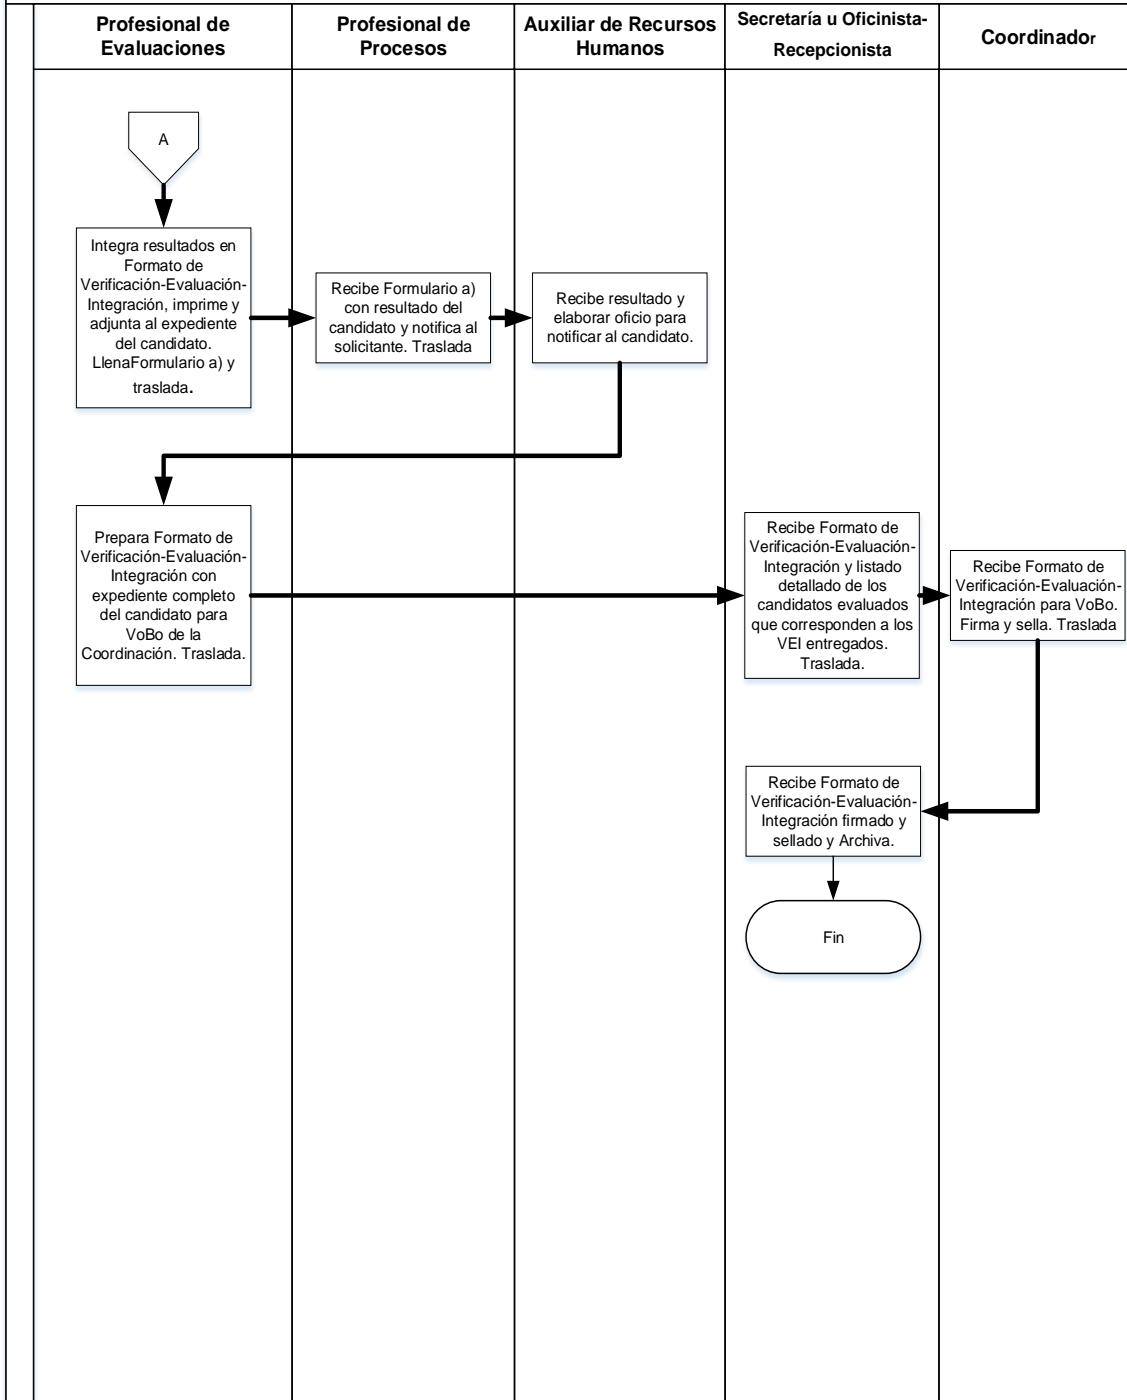 Profesional de
Evaluaciones
Profesional de
Procesos
Auxiliar de Recursos
Humanos
Secretaría u Oficinista-
Recepcionista
Coordinador
A
Integra resultados en
Formato de
Verificación-Evaluación-
Integración, imprime y
adjunta al expediente
del candidato.
LlenaFormulario a) y
traslada.
Recibe Formulario a)
con resultado del
candidato y notifica al
solicitante. Traslada
Recibe resultado y
elaborar oficio para
notificar al candidato.
Prepara Formato de
Verificación-Evaluación-
Integración con
expediente completo
del candidato para
VoBo de la
Coordinación. Traslada.
Recibe Formato de
Verificación-Evaluación-
Integración y listado
detallado de los
candidatos evaluados
que corresponden a los
VEI entregados.
Traslada.
Recibe Formato de
Verificación-Evaluación-
Integración para VoBo.
Firma y sella. Traslada
Recibe Formato de
Verificación-Evaluación-
Integración firmado y
sellado y Archiva.
Fin